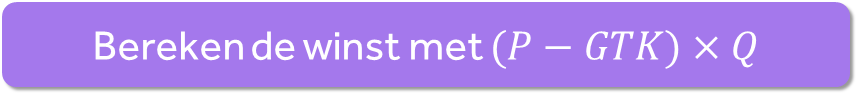 Bereken de winst met (P − GTK) × Q